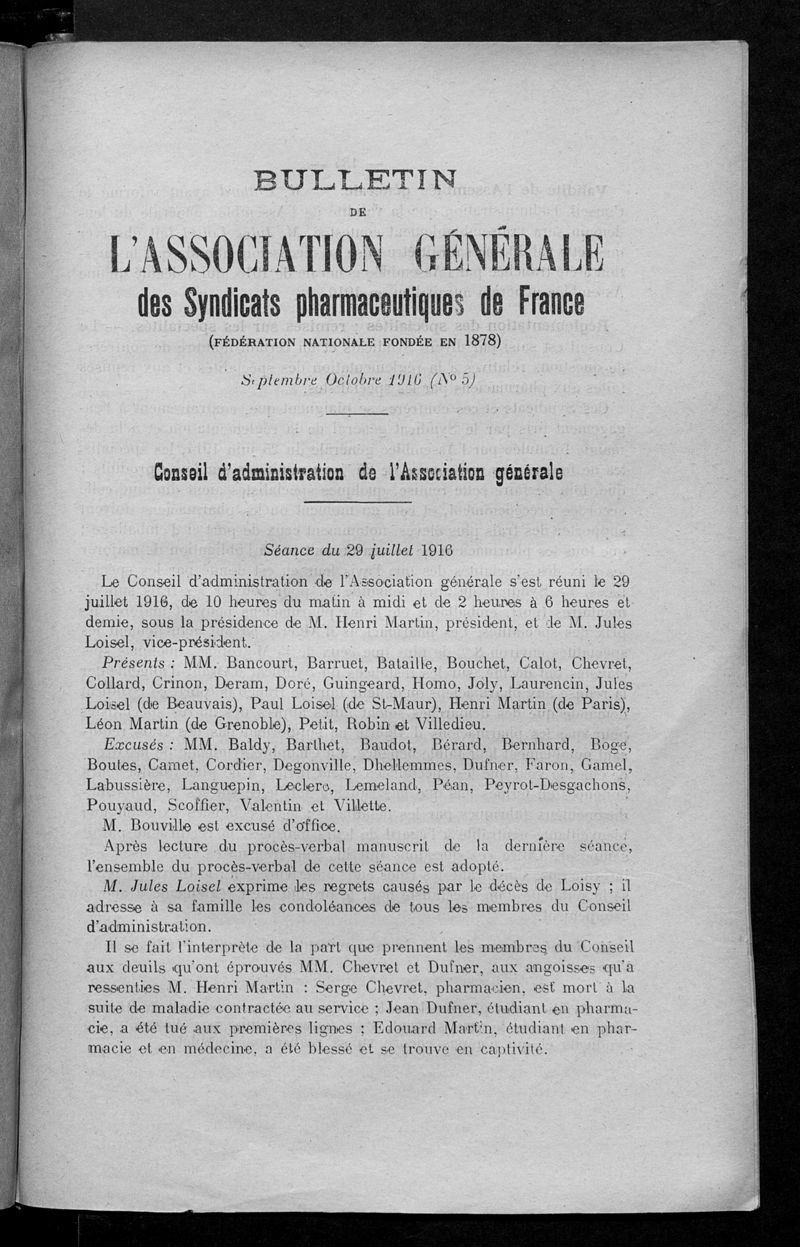 BULLETIN
DE
L'ASSOCIATION GÉNÉRALE
des Syndicats pharmaceutiques de France
(FÉDÉRATION NATIONALE FONDÉE EN 1878)
Septembre Octobre 1916 (N° 5)
Conseil d'administration de l'Association générale
Séance du 29 juillet 1916
Le Conseil d'administration de l'Association générale s'est réuni le 29
juillet 1916, de 10 heures du matin à midi et de 2 heures à 6 heures et
demie, sous la présidence de M. Henri Martin, président, et de M. Jules
Loisel, vice-président.
Présents : MM. Bancourt, Barruet, Bataille, Bouchet, Calot, Chevret,
Collard, Crinon, Deram, Doré, Guingeard, Homo, Joly, Laurencin, Jules
Loisel (de Beauvais), Paul Loisel (de St-Maur), Henri Martin (de Paris),
Léon Martin (de Grenoble), Petit, Robin et Villedieu.
Excusés : MM. Baldy, Barthet, Baudot, Bérard, Bernhard, Boge,
Boutes, Camet, Cordier, Degonville, Dhellemmes, Dufner, Faron, Gamel,
Labussière, Languepin, Leclerc, Lemeland, Péan, Peyrot-Desgachons,
Pouyaud, Scoffier, Valentin et Villette.
M. Bouville est excusé d'office.
Après lecture du procès-verbal manuscrit de la dernière séance,
l'ensemble du procès-verbal de cette séance est adopté.
M. Jules Loisel exprime les regrets causés par le décès de Loisy ; il
adresse à sa famille les condoléances de tous les membres du Conseil
d'administration.
Il se fait l'interprète de la part que prennent les membres du Conseil
aux deuils qu'ont éprouvés MM. Chevret et Dufner, aux angoisses qu'a
ressenties M. Henri Martin : Serge Chevret, pharmacien, est mort à la
suite de maladie contractée au service ; Jean Dufner, étudiant en pharma-
cie, a été tué aux premières lignes ; Edouard Martin, étudiant en phar-
macie et en médecine, a été blessé et se trouve en captivité.